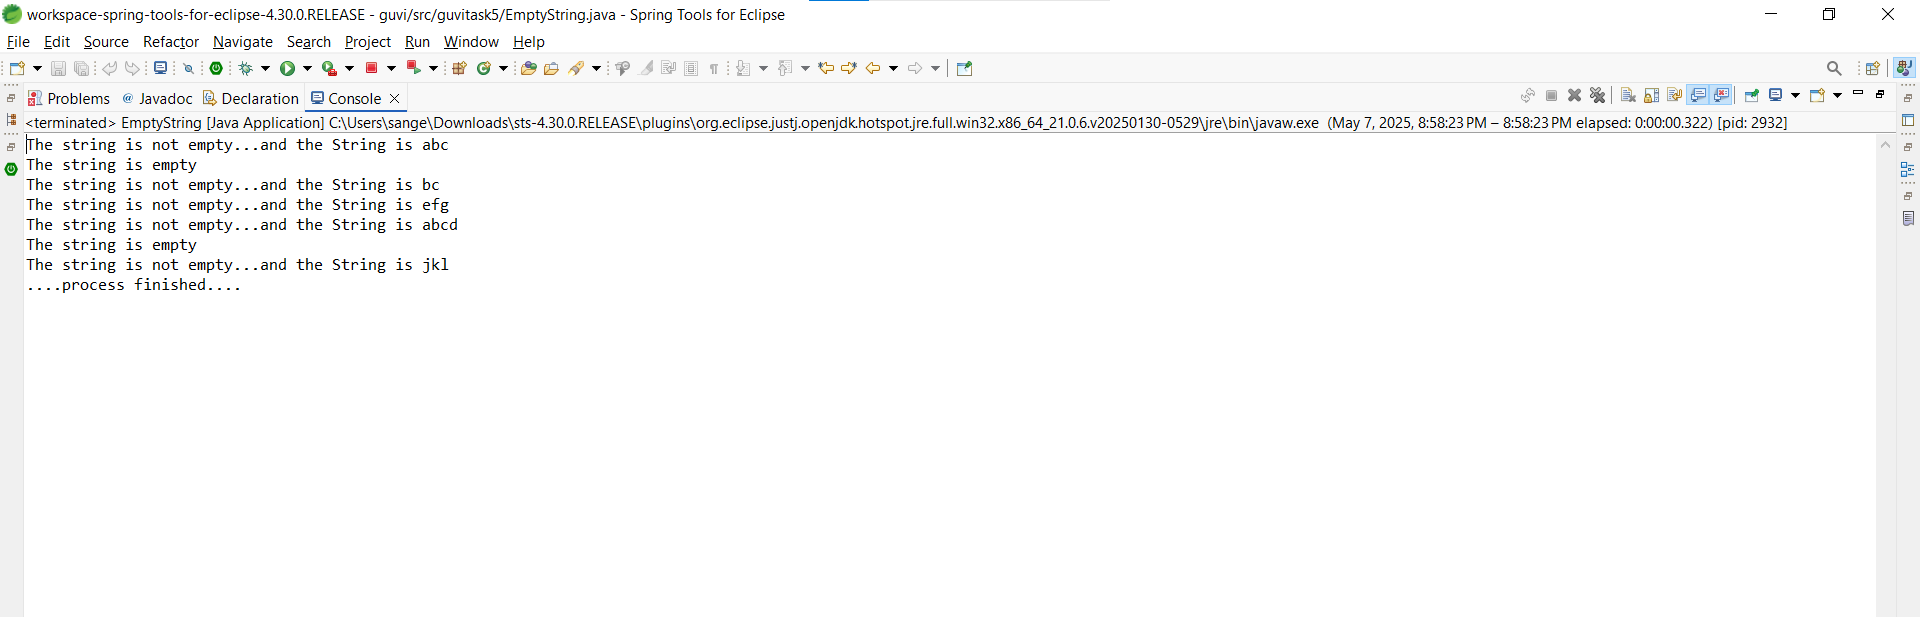 workspace-spring-tools-for-eclipse-4.30.0.RELEASE - guvi/src/guvitask5/EmptyString.java - Spring Tools for Eclipse
File Edit Source Refactor Navigate Search Project Run Window Help
Problems @ Javadoc Declaration Console
<terminated> EmptyString [Java Application] C:\Users\sange\Downloads\sts-4.30.0.RELEASE\plugins\org.eclipse.justj.openjdk.hotspot.jre.full.win32.x86_64_21.0.6.v20250130-0529\jre\bin\javaw.exe (May 7, 2025, 8:58:23 PM – 8:58:23 PM elapsed: 0:00:00.322) [pid: 2932]
The string is not empty...and the String is abc
The string is empty
The string is not empty...and the String is bc
The string is not empty...and the String is efg
The string is not empty...and the String is abcd
The string is empty
The string is not empty...and the String is jkl
....process finished....